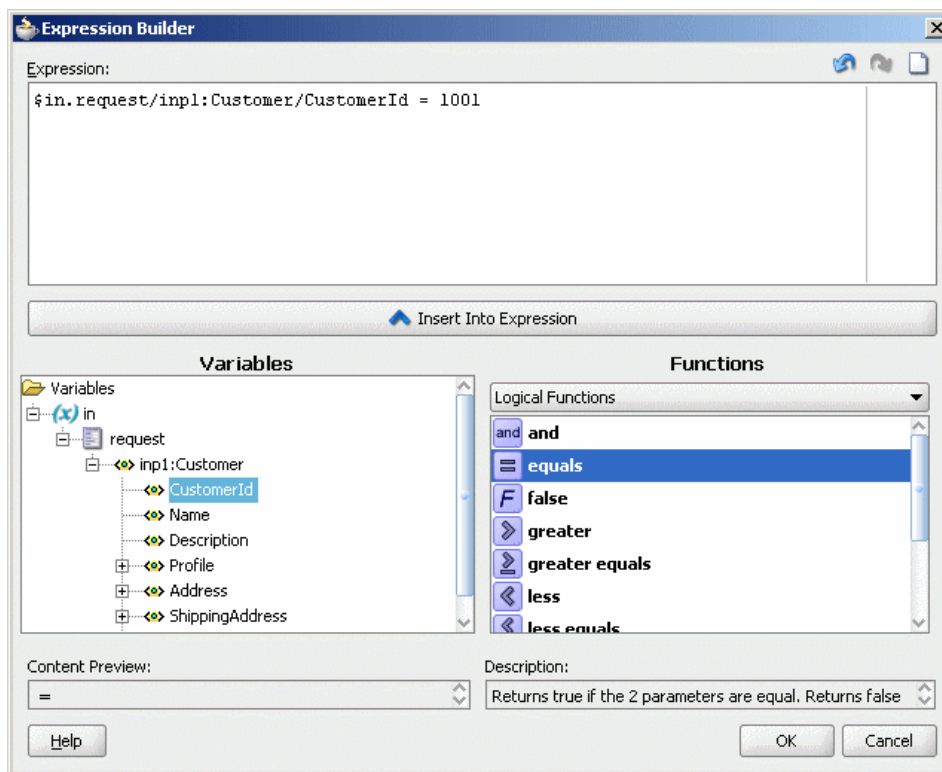 Expression Builder
Expression:
$in.request/inp1:Customer/CustomerId = 1001
Insert Into Expression
Variables
Variables
in
request
inp1:Customer
CustomerId
Name
Description
Profile
Address
ShippingAddress
Functions
Logical Functions
and and
equals
F false
greater
greater equals
less
less equals
Content Preview:
=
Description:
Returns true if the 2 parameters are equal. Returns false
Help
OK
Cancel